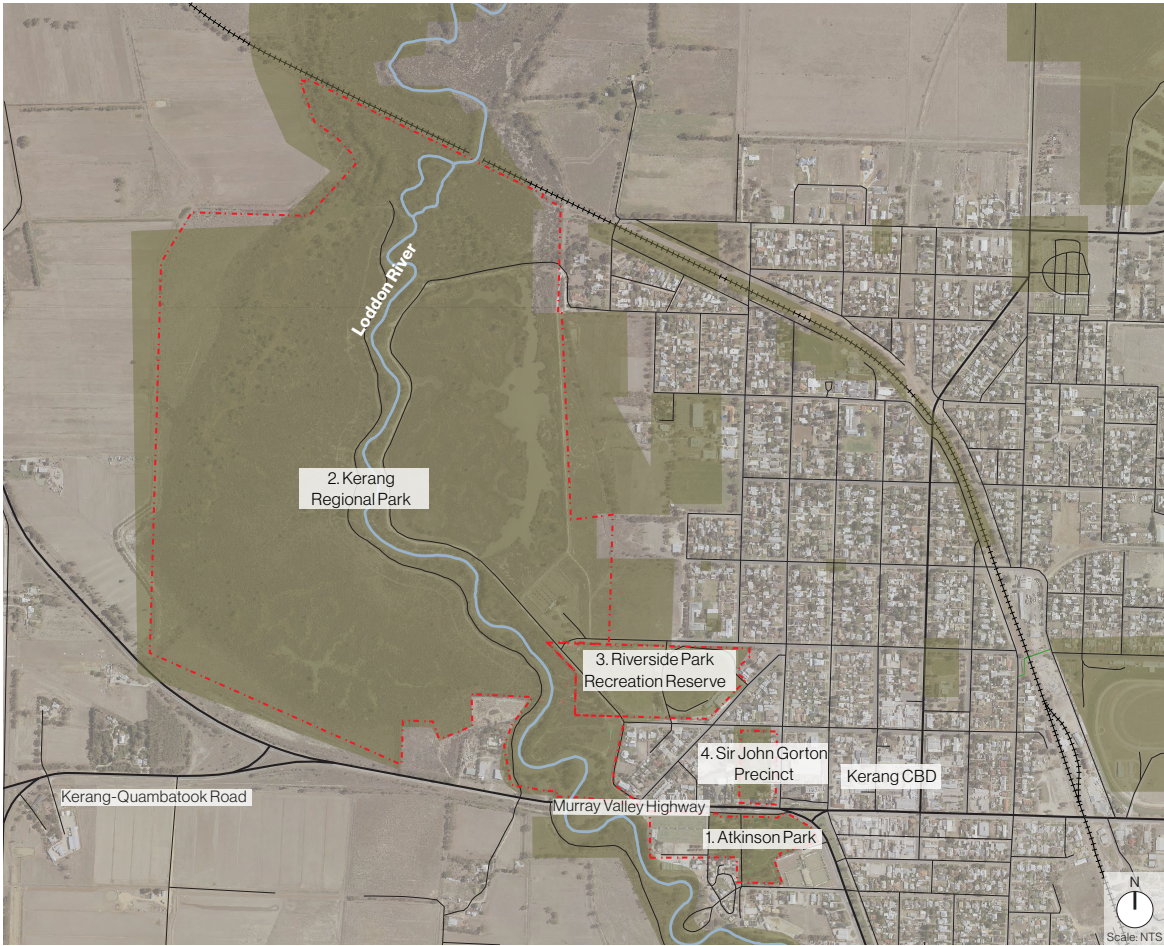 Loddon River
2. Kerang
Regional Park
3. Riverside Park
Recreation Reserve
4. Sir John Gorton
Precinct
Kerang CBD
Kerang-Quambatook Road
Murray Valley Highway
1. Atkinson Park
N
Scale: NTS